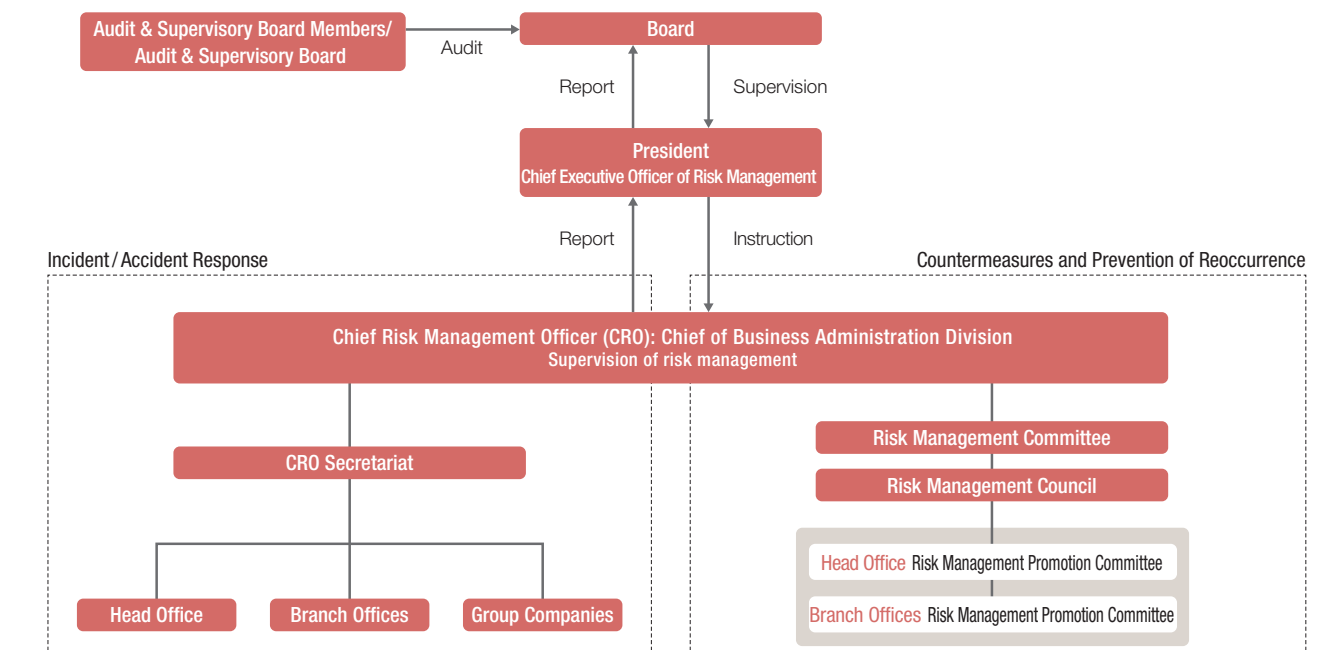 Audit & Supervisory Board Members/
Audit & Supervisory Board
Audit
Board
Report
Supervision
President
Chief Executive Officer of Risk Management
Report
Instruction
Incident / Accident Response
Countermeasures and Prevention of Reoccurrence
Chief Risk Management Officer (CRO): Chief of Business Administration Division
Supervision of risk management
CRO Secretariat
Head Office
Branch Offices
Group Companies
Risk Management Committee
Risk Management Council
Head Office Risk Management Promotion Committee
Branch Offices Risk Management Promotion Committee